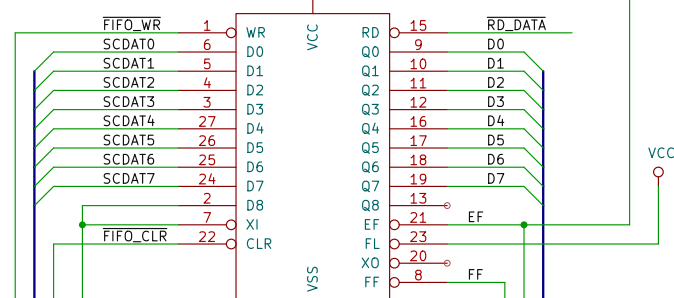 FIFO_WR 1 WR VCC RD 15 RD_DATA
SCDAT0 6 D0 Q0 9 D0
SCDAT1 5 D1 Q1 10 D1
SCDAT2 4 D2 Q2 11 D2
SCDAT3 3 D3 Q3 12 D3
SCDAT4 27 D4 Q4 16 D4
SCDAT5 26 D5 Q5 17 D5
VCC
SCDAT6 25 D6 Q6 18 D6
SCDAT7 24 D7 Q7 19 D7
2 D8 Q8 13
7 XI EF 21 EF
FIFO_CLR 22 CLR FL 23
XO 20
VSS FF 8 FF